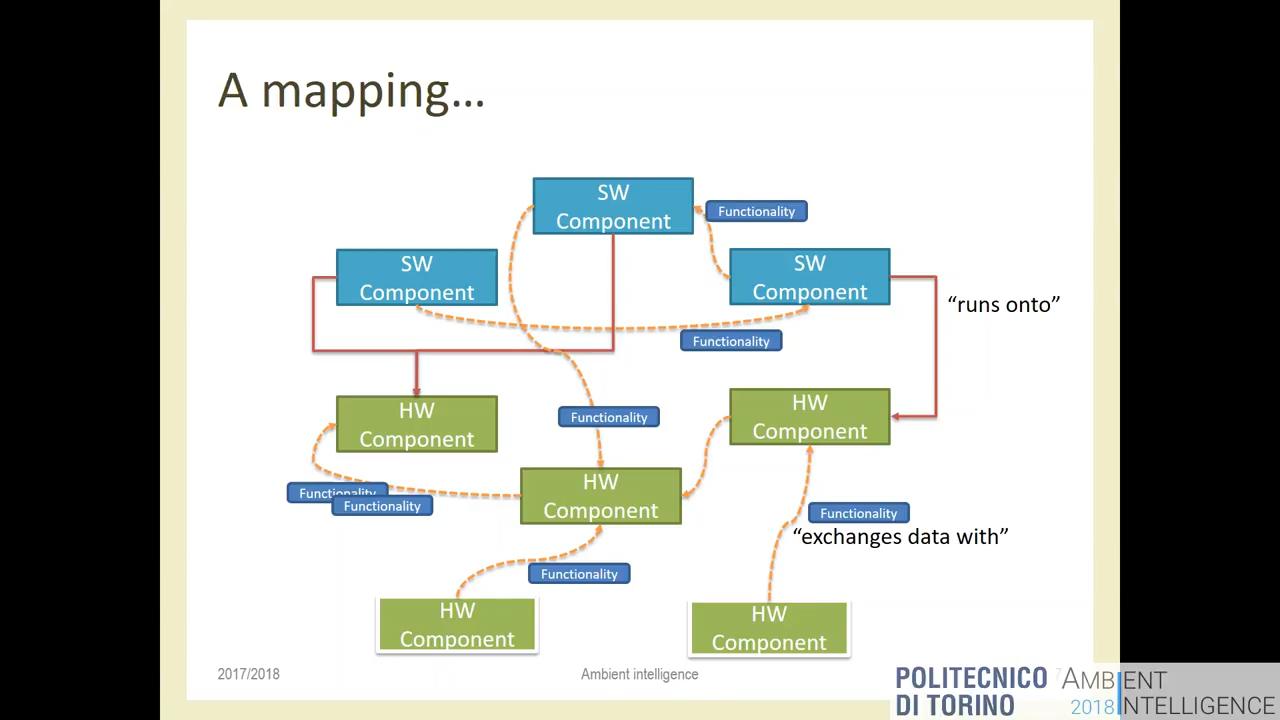 A mapping...
SW
Component
Functionality
SW
Component
SW
Component
"runs onto"
Functionality
HW
Component
HW
Component
Functionality
HW
Component
Functionality
Functionality
Functionality
"exchanges data with"
Functionality
HW
Component
HW
Component
2017/2018
Ambient intelligence
7
POLITECNICO
DI TORINO
AMBIENT
2018 INTELLIGENCE